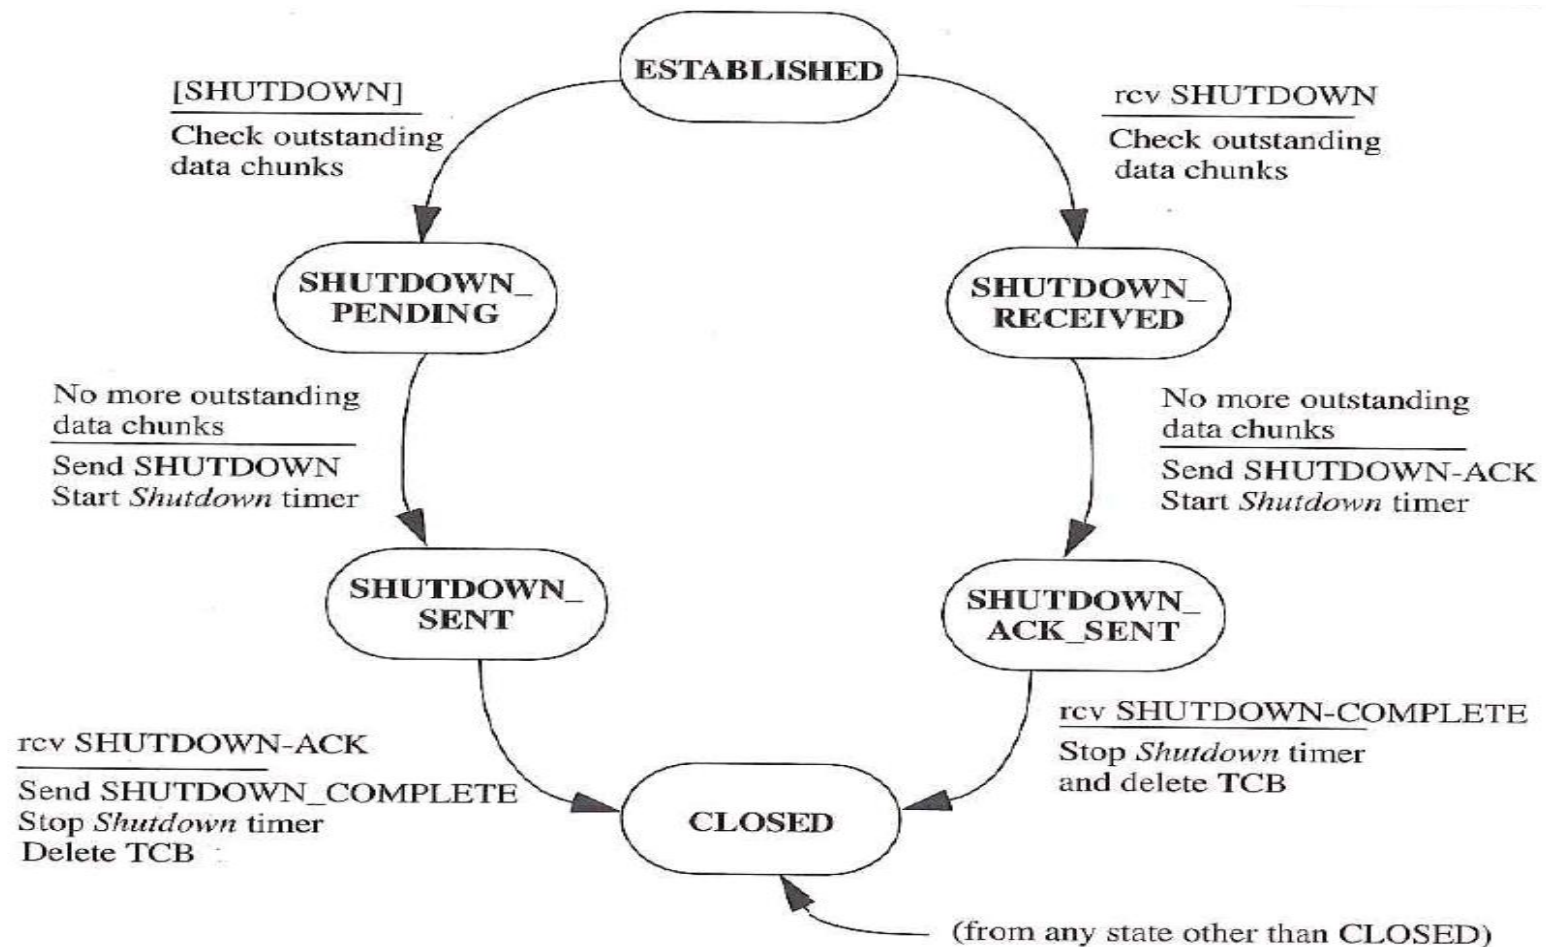 ESTABLISHED
[SHUTDOWN]
Check outstanding
data chunks
rcv SHUTDOWN
Check outstanding
data chunks
SHUTDOWN_
PENDING
SHUTDOWN_
RECEIVED
No more outstanding
data chunks
Send SHUTDOWN
Start Shutdown timer
No more outstanding
data chunks
Send SHUTDOWN-ACK
Start Shutdown timer
SHUTDOWN_
SENT
SHUTDOWN_
ACK_SENT
rcv SHUTDOWN-ACK
Send SHUTDOWN_COMPLETE
Stop Shutdown timer
Delete TCB
rcv SHUTDOWN-COMPLETE
Stop Shutdown timer
and delete TCB
CLOSED
(from any state other than CLOSED)